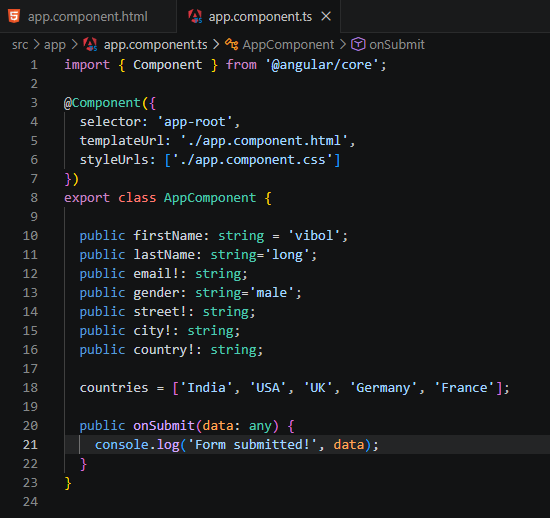 app.component.html
app.component.ts
src > app > app.component.ts > AppComponent > onSubmit
1 import { Component } from '@angular/core';
2
3 @Component({
4   selector: 'app-root',
5   templateUrl: './app.component.html',
6   styleUrls: ['./app.component.css']
7 })
8 export class AppComponent {
9
10   public firstName: string = 'vibol';
11   public lastName: string='long';
12   public email!: string;
13   public gender: string='male';
14   public street!: string;
15   public city!: string;
16   public country!: string;
17
18   countries = ['India', 'USA', 'UK', 'Germany', 'France'];
19
20   public onSubmit(data: any) {
21     console.log('Form submitted!', data);
22   }
23 }
24